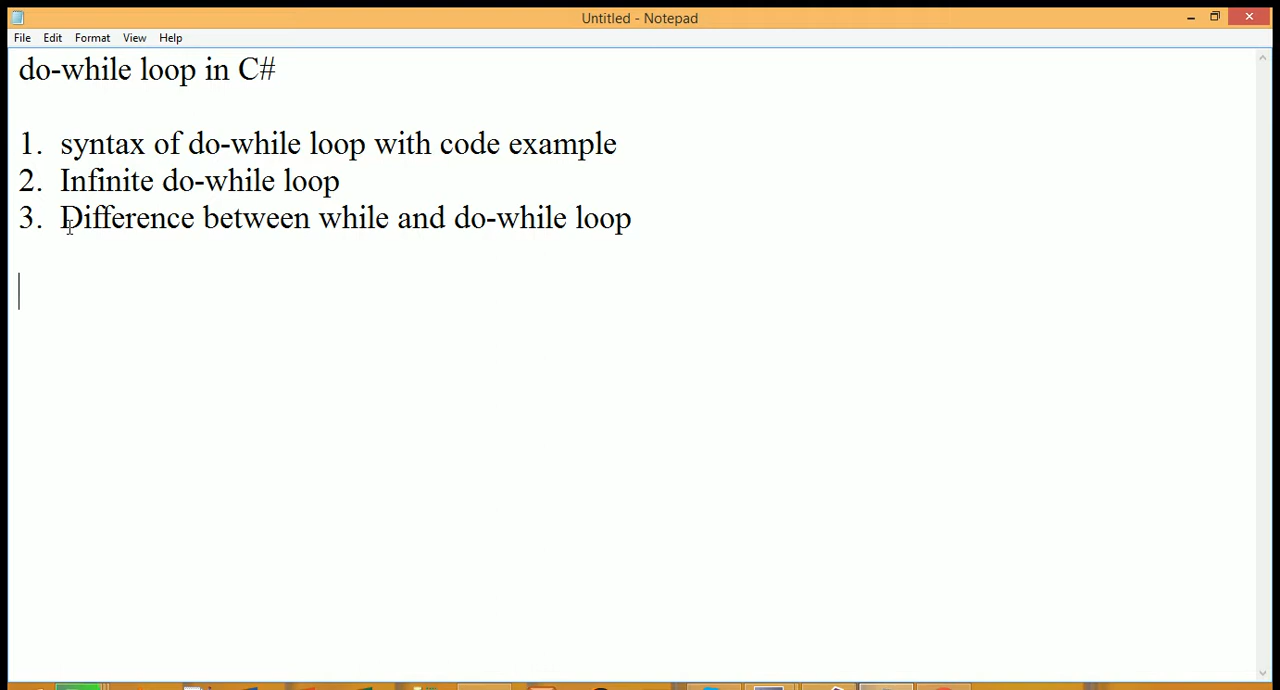 Untitled - Notepad
File Edit Format View Help
do-while loop in C#
1. syntax of do-while loop with code example
2. Infinite do-while loop
3. Difference between while and do-while loop